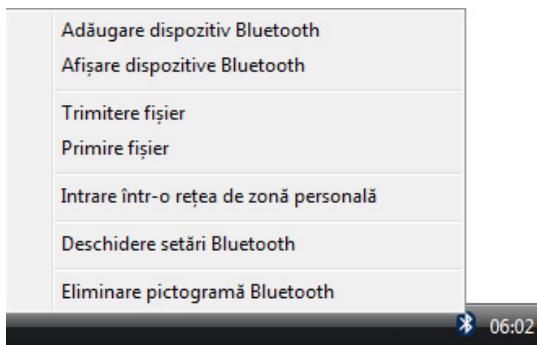 Adăugare dispozitiv Bluetooth
Afișare dispozitive Bluetooth
Trimitere fișier
Primire fișier
Intrare într-o rețea de zonă personală
Deschidere setări Bluetooth
Eliminare pictogramă Bluetooth
06:02